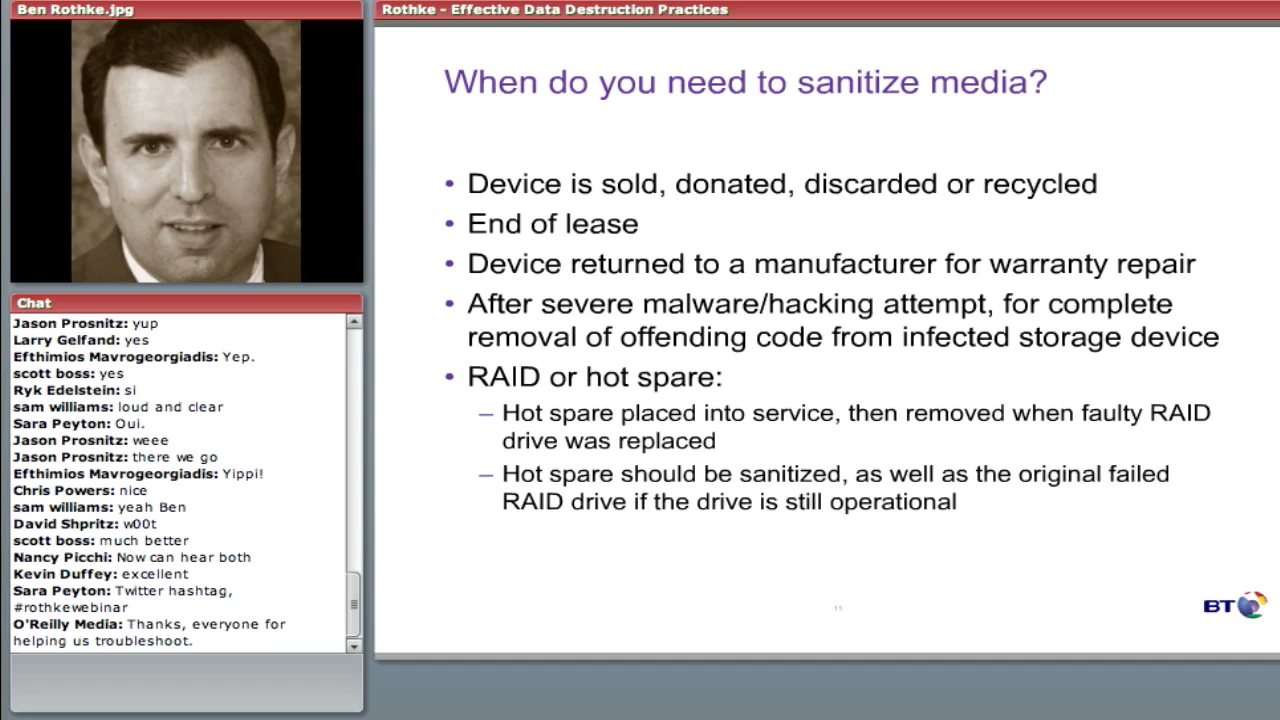 Ben Rothke.jpg
Rothke - Effective Data Destruction Practices
When do you need to sanitize media?
• Device is sold, donated, discarded or recycled
• End of lease
• Device returned to a manufacturer for warranty repair
• After severe malware/hacking attempt, for complete
removal of offending code from infected storage device
• RAID or hot spare:
– Hot spare placed into service, then removed when faulty RAID
drive was replaced
– Hot spare should be sanitized, as well as the original failed
RAID drive if the drive is still operational
11
BT
Chat
Jason Prosnitz: yup
Larry Gelfand: yes
Efthimios Mavrogeorgiadis: Yep.
scott boss: yes
Ryk Edelstein: si
sam williams: loud and clear
Sara Peyton: Oui.
Jason Prosnitz: weee
Jason Prosnitz: there we go
Efthimios Mavrogeorgiadis: Yippi!
Chris Powers: nice
sam williams: yeah Ben
David Shpritz: w00t
scott boss: much better
Nancy Picchi: Now can hear both
Kevin Duffey: excellent
Sara Peyton: Twitter hashtag,
#rothkewebinar
O'Reilly Media: Thanks, everyone for
helping us troubleshoot.